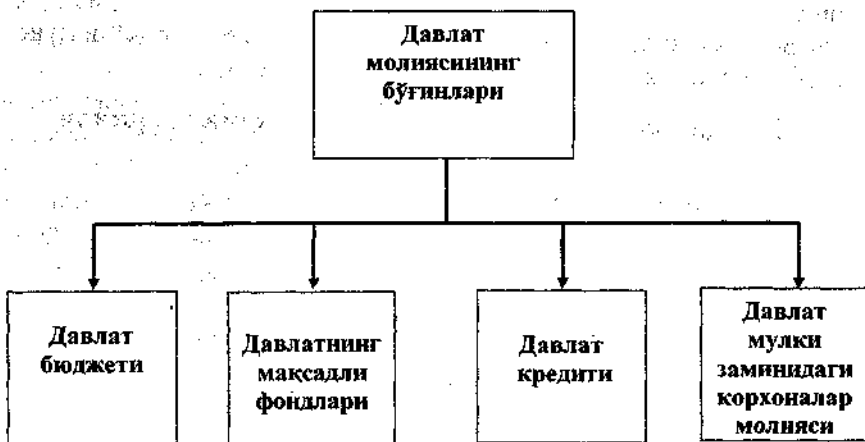 Давлат
молиясининг
бўғинлари
Давлат
бюджети
Давлатнинг
мақсадли
фондлари
Давлат
кредити
Давлат
мулки
заминидаги
корхоналар
молияси